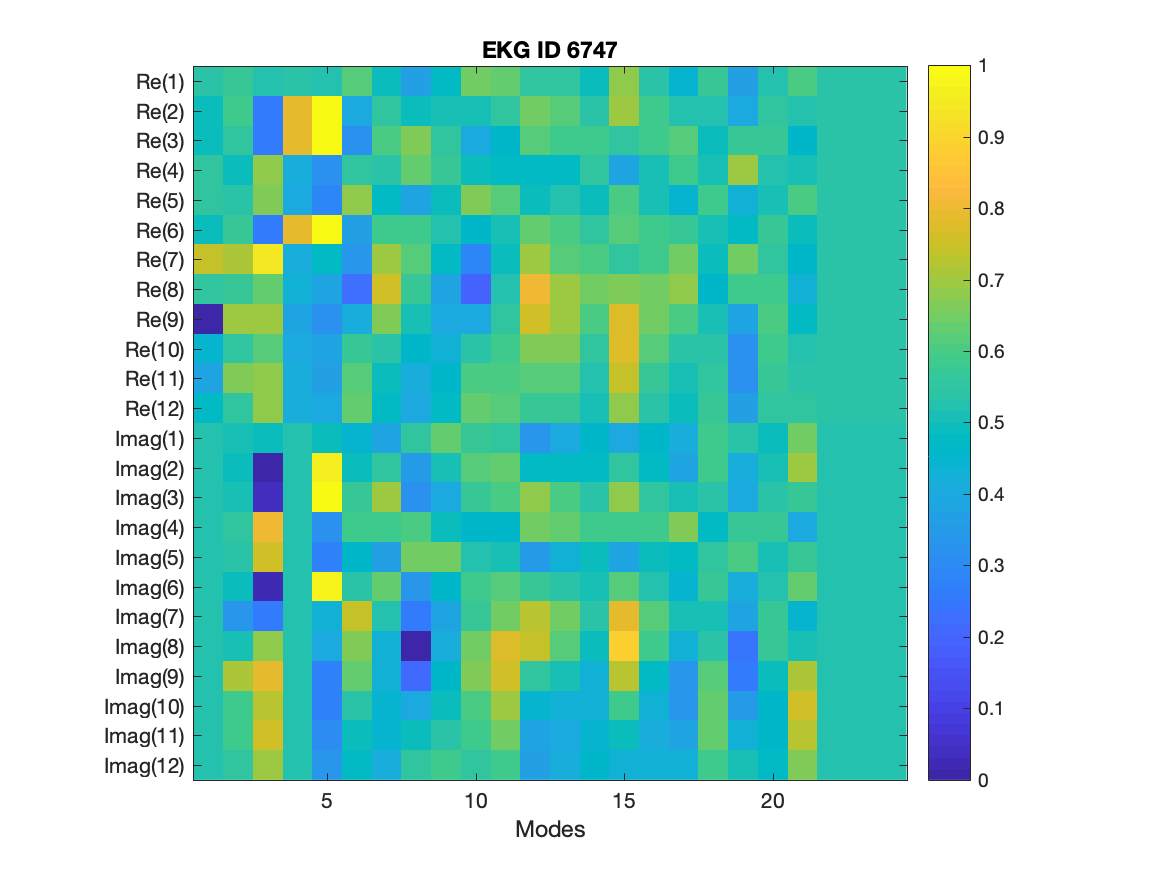 EKG ID 6747
Re(1)
Re(2)
Re(3)
Re(4)
Re(5)
Re(6)
Re(7)
Re(8)
Re(9)
Re(10)
Re(11)
Re(12)
Imag(1)
Imag(2)
Imag(3)
Imag(4)
Imag(5)
Imag(6)
Imag(7)
Imag(8)
Imag(9)
Imag(10)
Imag(11)
Imag(12)
5 10 15 20
Modes
1
0.9
0.8
0.7
0.6
0.5
0.4
0.3
0.2
0.1
0